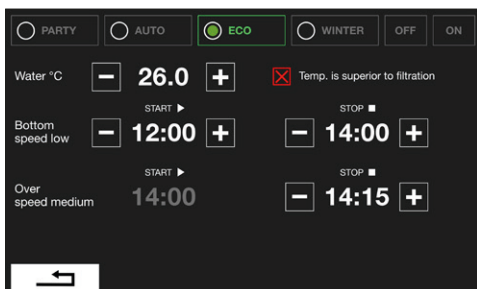 PARTY AUTO ECO WINTER OFF ON
Water °C − 26.0 + Temp. is superior to filtration
START ▶ STOP ■
Bottom
speed low − 12:00 + − 14:00 +
START ▶ STOP ■
Over
speed medium 14:00 − 14:15 +